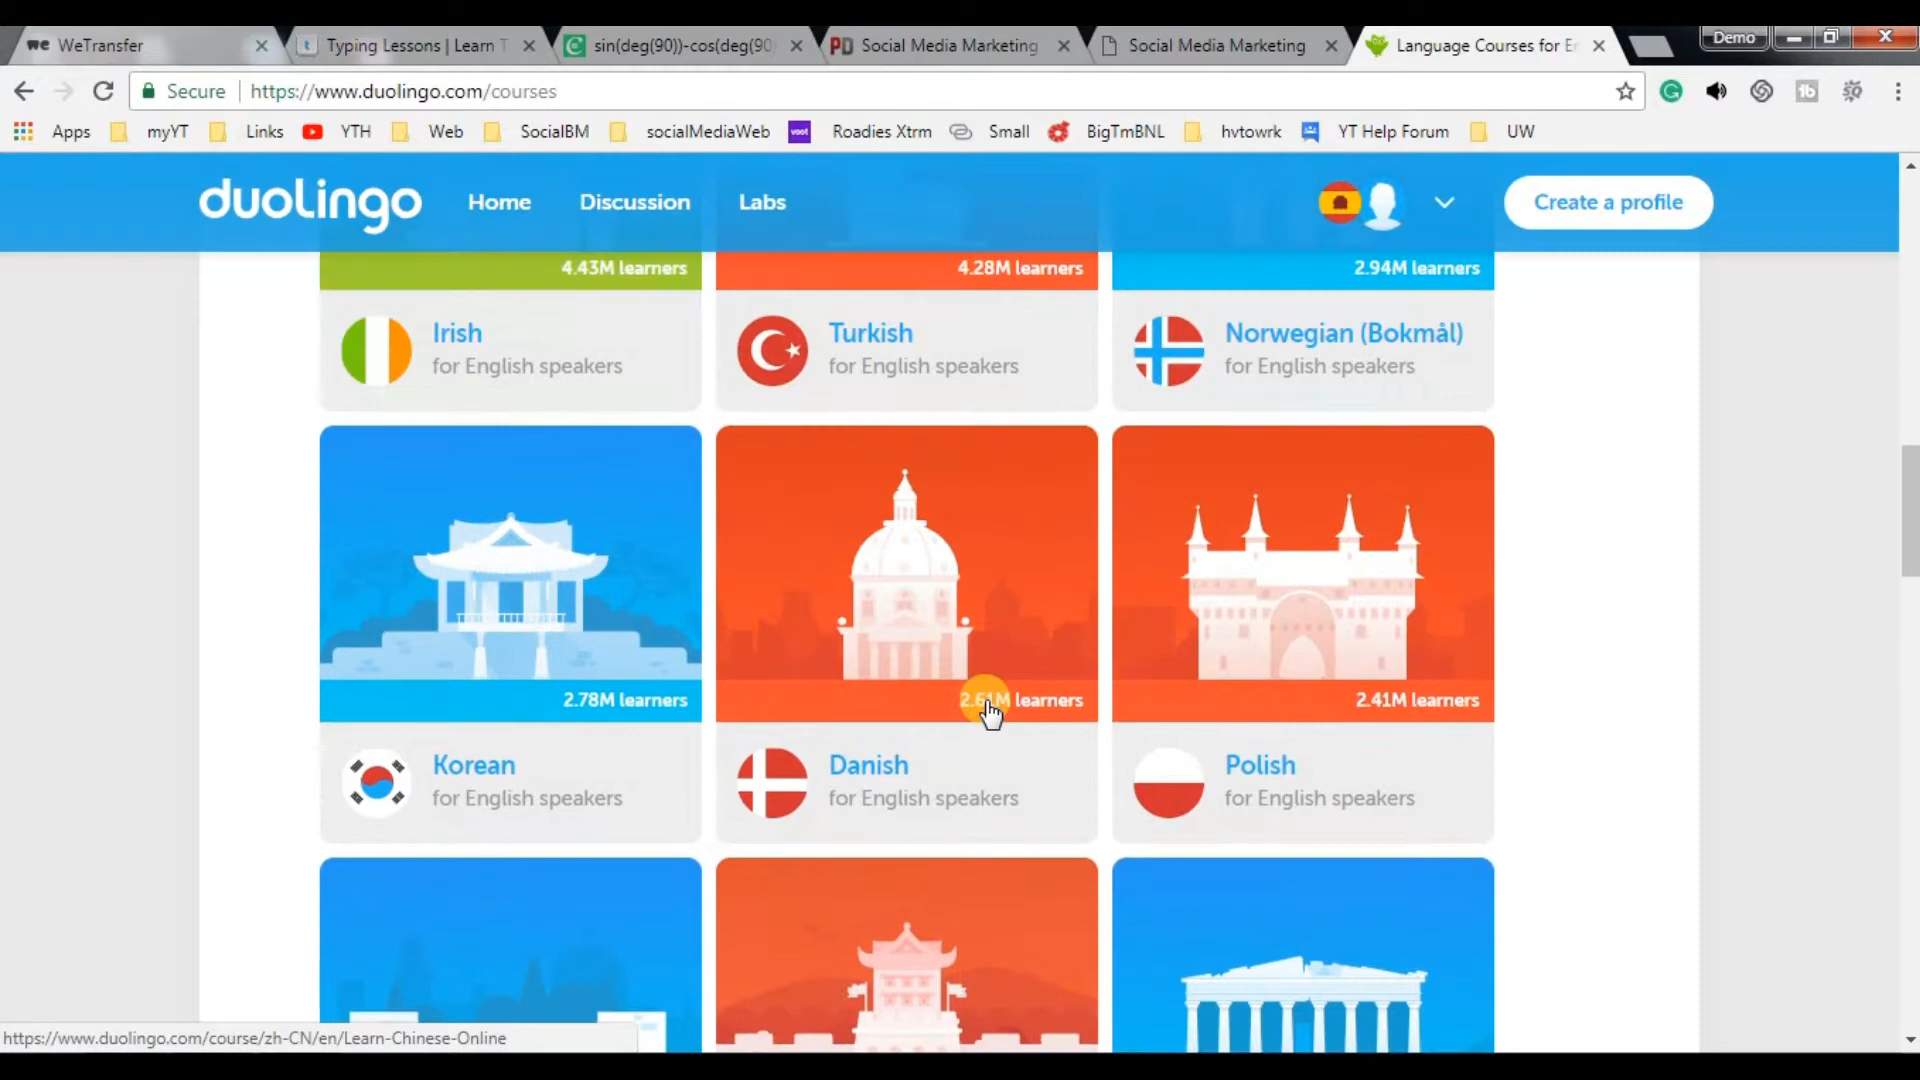 WeTransfer
Typing Lessons | Learn T
sin(deg(90))-cos(deg(90)
PD Social Media Marketing
Social Media Marketing
Language Courses for En
Demo
Secure
https://www.duolingo.com/courses
Apps
myYT
Links
YTH
Web
SocialBM
socialMediaWeb
voot
Roadies Xtrm
Small
BigTmBNL
hvtowrk
YT Help Forum
UW
duolingo
Home
Discussion
Labs
Create a profile
4.43M learners
4.28M learners
2.94M learners
Irish
for English speakers
Turkish
for English speakers
Norwegian (Bokmål)
for English speakers
2.78M learners
2.61M learners
2.41M learners
Korean
for English speakers
Danish
for English speakers
Polish
for English speakers
https://www.duolingo.com/course/zh-CN/en/Learn-Chinese-Online